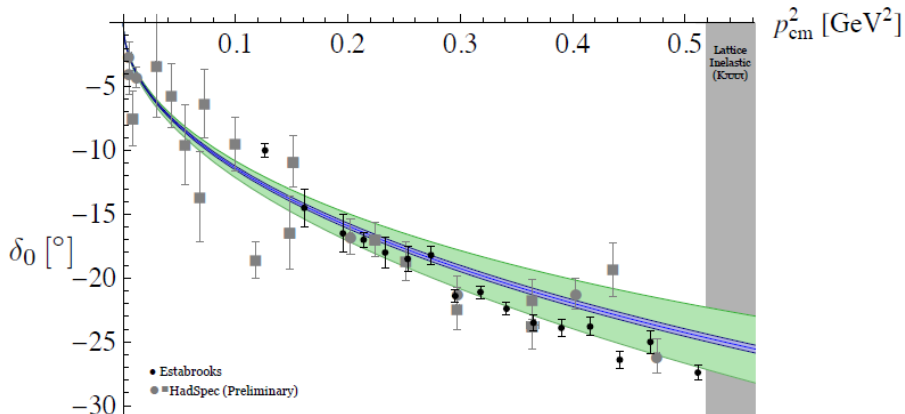 0.1 0.2 0.3 0.4 0.5 p²cm [GeV²]
Lattice
Inelastic
(Kπππ)
−5
−10
−15
δ₀ [°]
−20
−25
−30
Estabrooks
HadSpec (Preliminary)